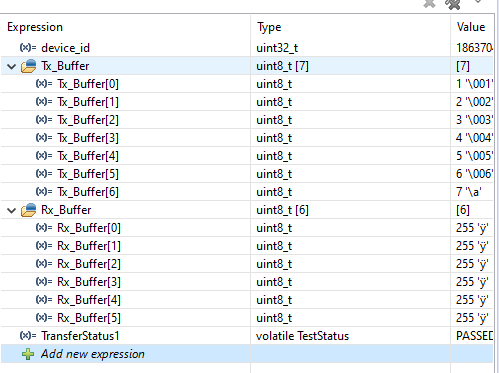 Expression Type Value
(x)= device_id uint32_t 1863704
Tx_Buffer uint8_t [7] [7]
(x)= Tx_Buffer[0] uint8_t 1 '\001'
(x)= Tx_Buffer[1] uint8_t 2 '\002'
(x)= Tx_Buffer[2] uint8_t 3 '\003'
(x)= Tx_Buffer[3] uint8_t 4 '\004'
(x)= Tx_Buffer[4] uint8_t 5 '\005'
(x)= Tx_Buffer[5] uint8_t 6 '\006'
(x)= Tx_Buffer[6] uint8_t 7 '\a'
Rx_Buffer uint8_t [6] [6]
(x)= Rx_Buffer[0] uint8_t 255 'ÿ'
(x)= Rx_Buffer[1] uint8_t 255 'ÿ'
(x)= Rx_Buffer[2] uint8_t 255 'ÿ'
(x)= Rx_Buffer[3] uint8_t 255 'ÿ'
(x)= Rx_Buffer[4] uint8_t 255 'ÿ'
(x)= Rx_Buffer[5] uint8_t 255 'ÿ'
(x)= TransferStatus1 volatile TestStatus PASSED
Add new expression